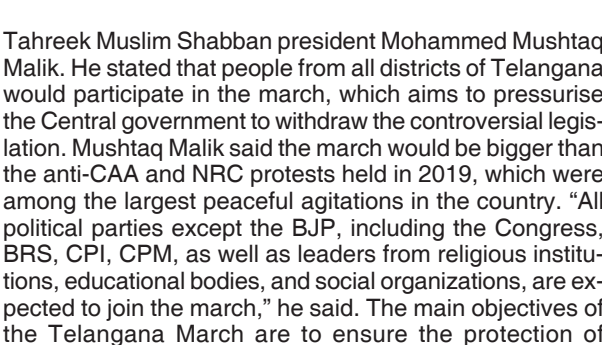 Tahreek Muslim Shabban president Mohammed Mushtaq
Malik. He stated that people from all districts of Telangana
would participate in the march, which aims to pressurise
the Central government to withdraw the controversial legis-
lation. Mushtaq Malik said the march would be bigger than
the anti-CAA and NRC protests held in 2019, which were
among the largest peaceful agitations in the country. “All
political parties except the BJP, including the Congress,
BRS, CPI, CPM, as well as leaders from religious institu-
tions, educational bodies, and social organizations, are ex-
pected to join the march,” he said. The main objectives of
the Telangana March are to ensure the protection of